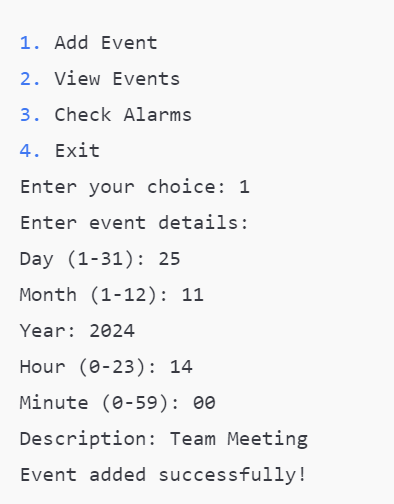 1. Add Event
2. View Events
3. Check Alarms
4. Exit
Enter your choice: 1
Enter event details:
Day (1-31): 25
Month (1-12): 11
Year: 2024
Hour (0-23): 14
Minute (0-59): 00
Description: Team Meeting
Event added successfully!